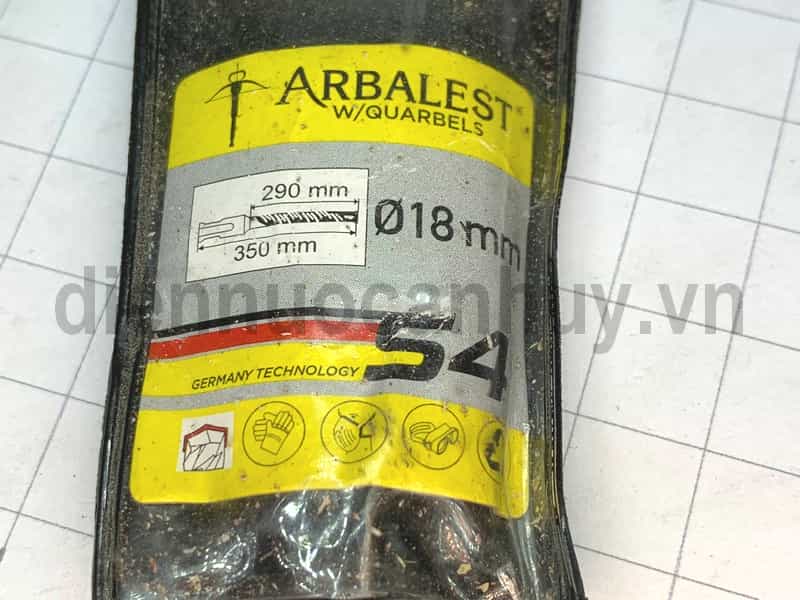 ARBALEST
W/QUARBELS
290 mm
350 mm
Ø18 mm
diennuocanhuy.vn
S4
GERMANY TECHNOLOGY